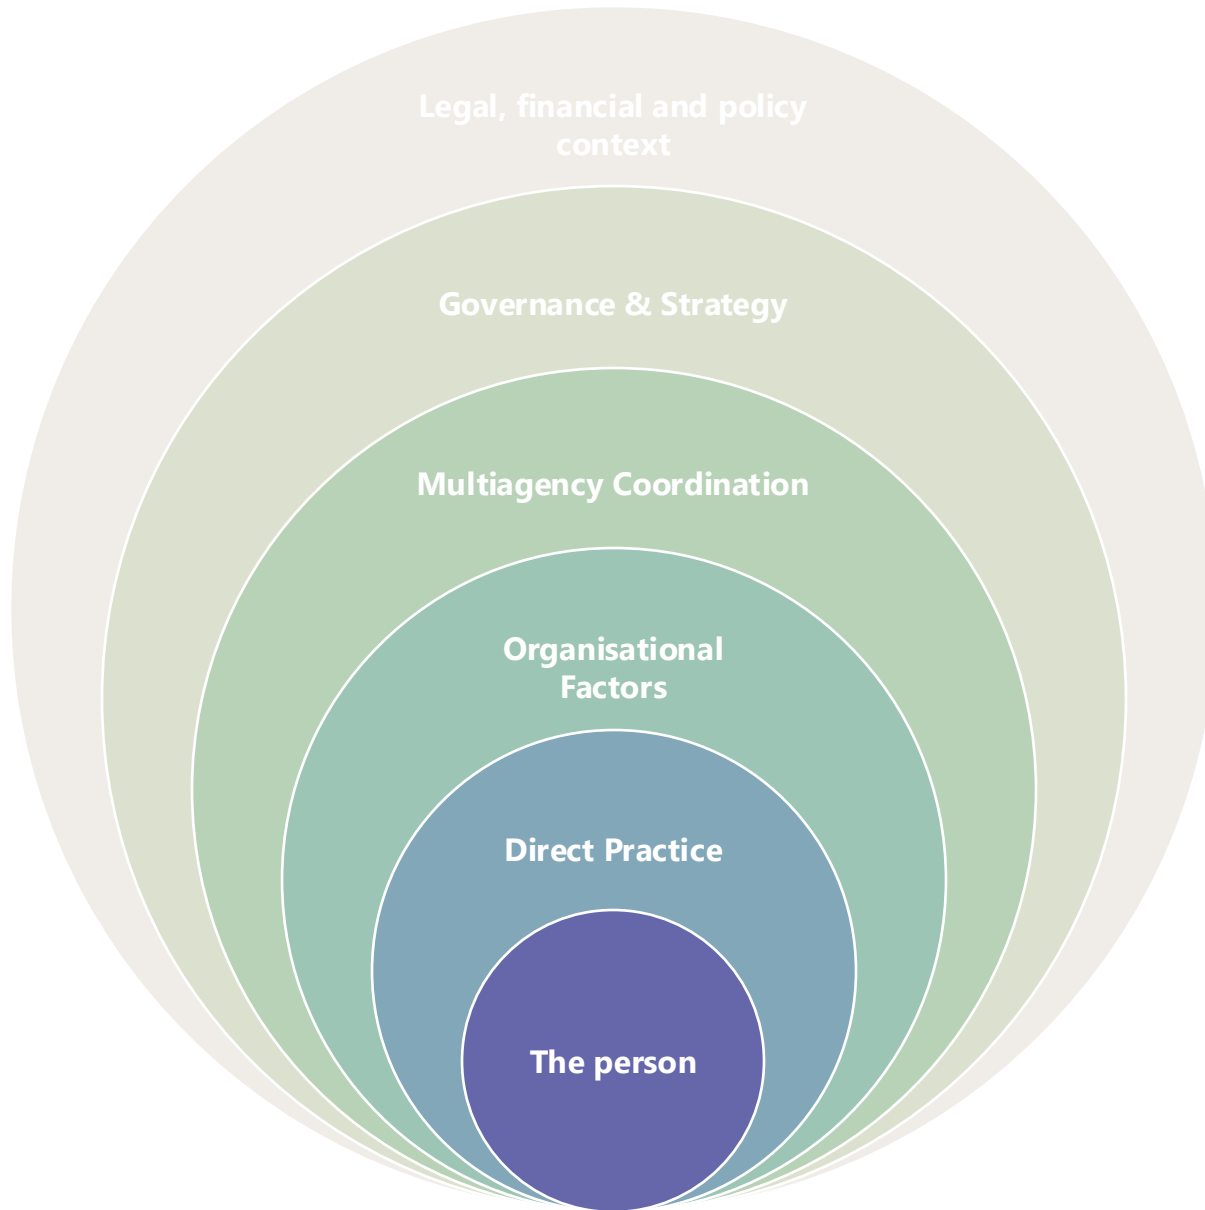 Legal, financial and policy
context
Governance & Strategy
Multiagency Coordination
Organisational
Factors
Direct Practice
The person